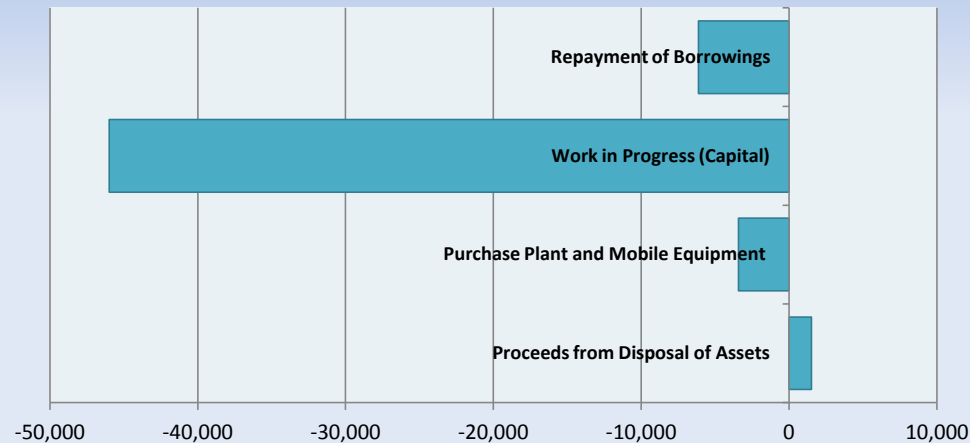 Repayment of Borrowings
Work in Progress (Capital)
Purchase Plant and Mobile Equipment
Proceeds from Disposal of Assets
-50,000 -40,000 -30,000 -20,000 -10,000 0 10,000